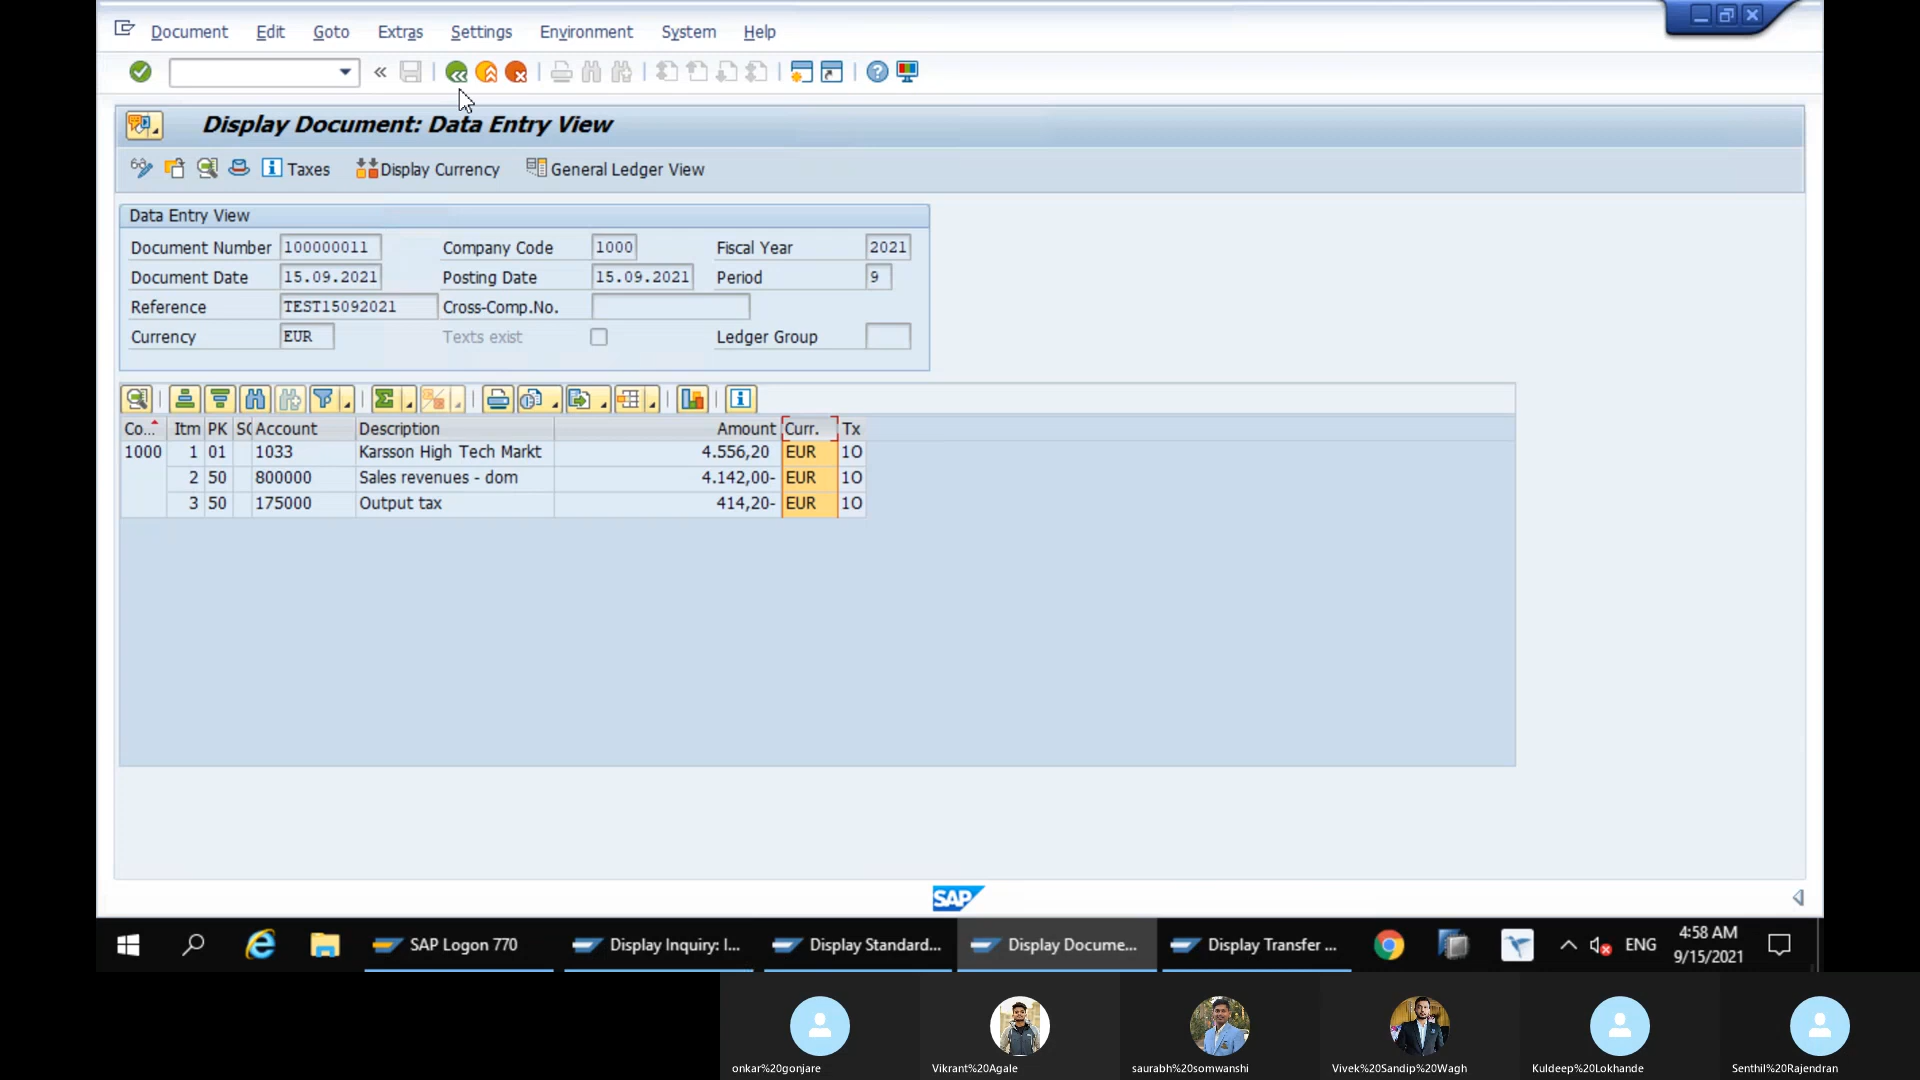 Document Edit Goto Extras Settings Environment System Help
Display Document: Data Entry View
Taxes Display Currency General Ledger View
Data Entry View
Document Number 100000011 Company Code 1000 Fiscal Year 2021
Document Date 15.09.2021 Posting Date 15.09.2021 Period 9
Reference TEST15092021 Cross-Comp.No.
Currency EUR Texts exist Ledger Group
Co... Itm PK SG Account Description Amount Curr. Tx
1000 1 01 1033 Karsson High Tech Markt 4.556,20 EUR 1O
2 50 800000 Sales revenues - dom 4.142,00- EUR 1O
3 50 175000 Output tax 414,20- EUR 1O
SAP
SAP Logon 770 Display Inquiry: I... Display Standard... Display Docume... Display Transfer ... ENG 4:58 AM
9/15/2021
onkar%20gonjare Vikrant%20Agale saurabh%20somwanshi Vivek%20Sandip%20Wagh Kuldeep%20Lokhande Senthil%20Rajendran